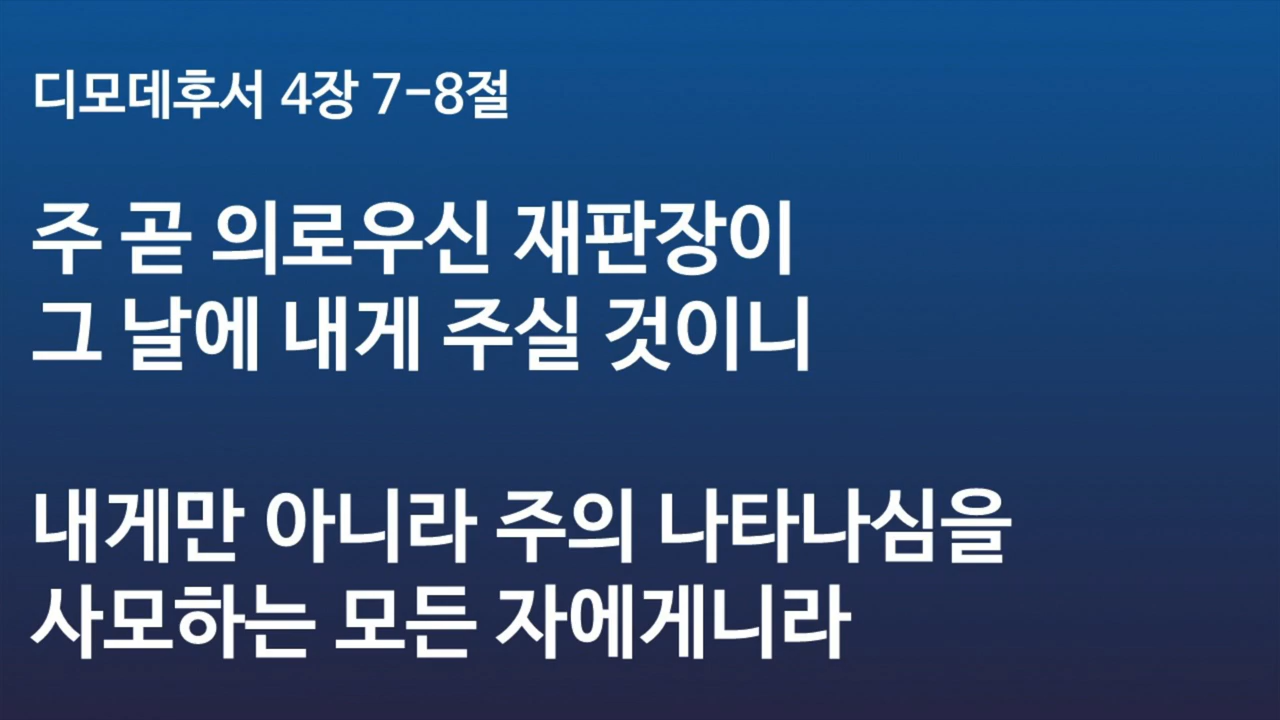 디모데후서 4장 7-8절
주 곧 의로우신 재판장이
그 날에 내게 주실 것이니
내게만 아니라 주의 나타나심을
사모하는 모든 자에게니라